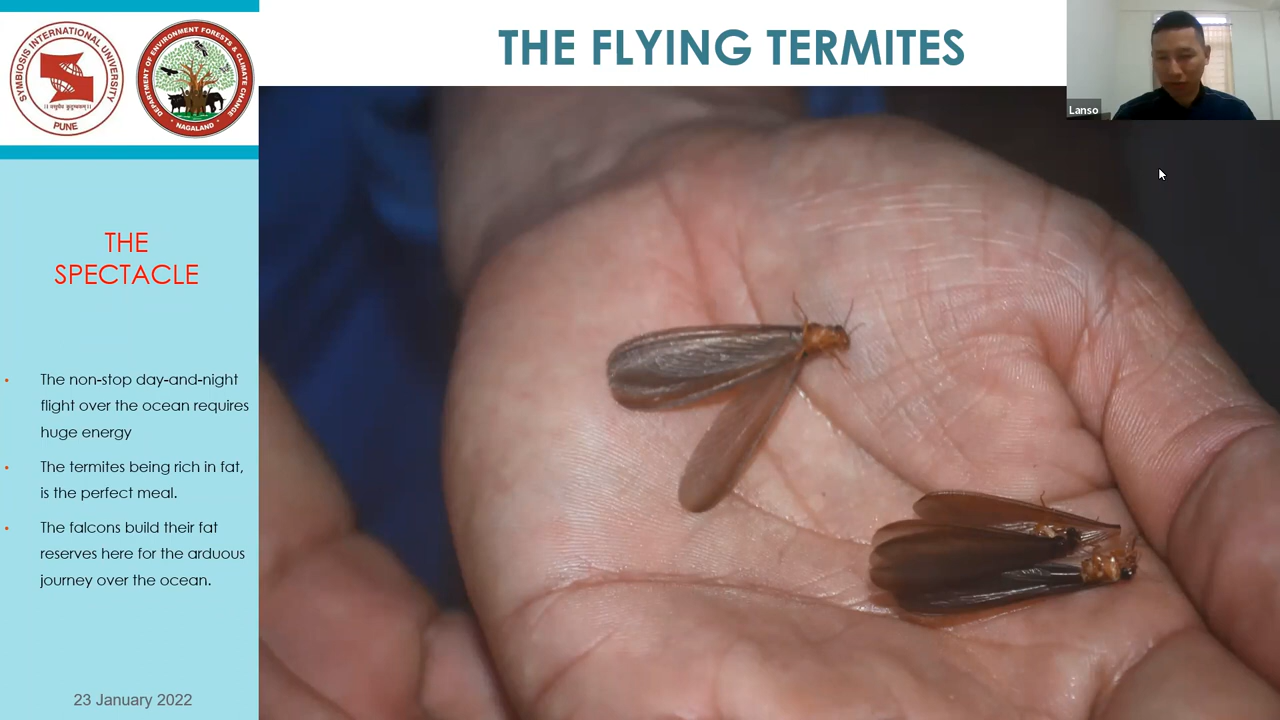 SYMBIOSIS INTERNATIONAL UNIVERSITY
PUNE
DEPARTMENT OF ENVIRONMENT FORESTS & CLIMATE CHANGE
• NAGALAND •
THE FLYING TERMITES
Lanso
THE
SPECTACLE
• The non-stop day-and-night
flight over the ocean requires
huge energy
• The termites being rich in fat,
is the perfect meal.
• The falcons build their fat
reserves here for the arduous
journey over the ocean.
23 January 2022